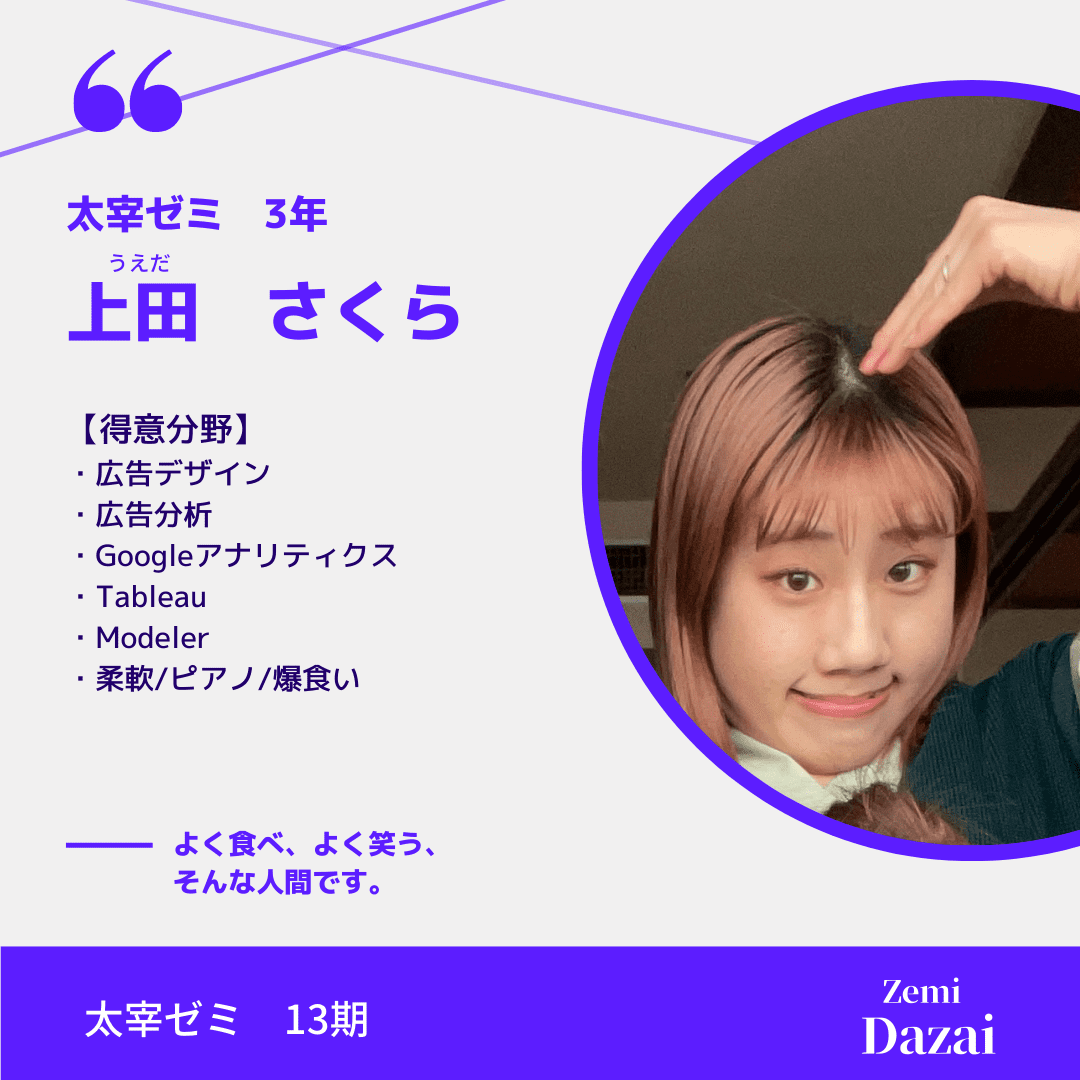 太宰ゼミ　3年
うえだ
上田　さくら
【得意分野】
・広告デザイン
・広告分析
・Googleアナリティクス
・Tableau
・Modeler
・柔軟/ピアノ/爆食い
よく食べ、よく笑う、
そんな人間です。
太宰ゼミ　13期
Zemi
Dazai